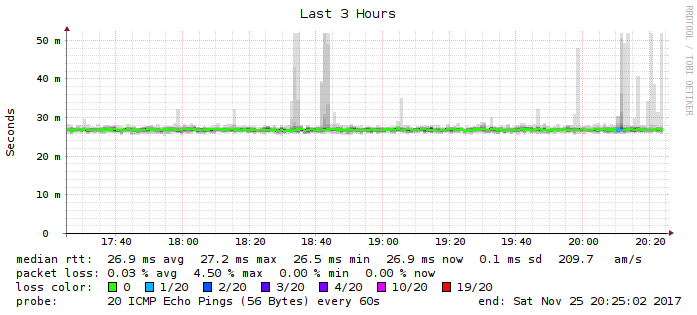 Last 3 Hours
RRDTOOL / TOBI OETIKER
Seconds
50 m
40 m
30 m
20 m
10 m
0
17:40 18:00 18:20 18:40 19:00 19:20 19:40 20:00 20:20
median rtt: 26.9 ms avg 27.2 ms max 26.5 ms min 26.9 ms now 0.1 ms sd 209.7 am/s
packet loss: 0.03 % avg 4.50 % max 0.00 % min 0.00 % now
loss color: 0 1/20 2/20 3/20 4/20 10/20 19/20
probe: 20 ICMP Echo Pings (56 Bytes) every 60s end: Sat Nov 25 20:25:02 2017